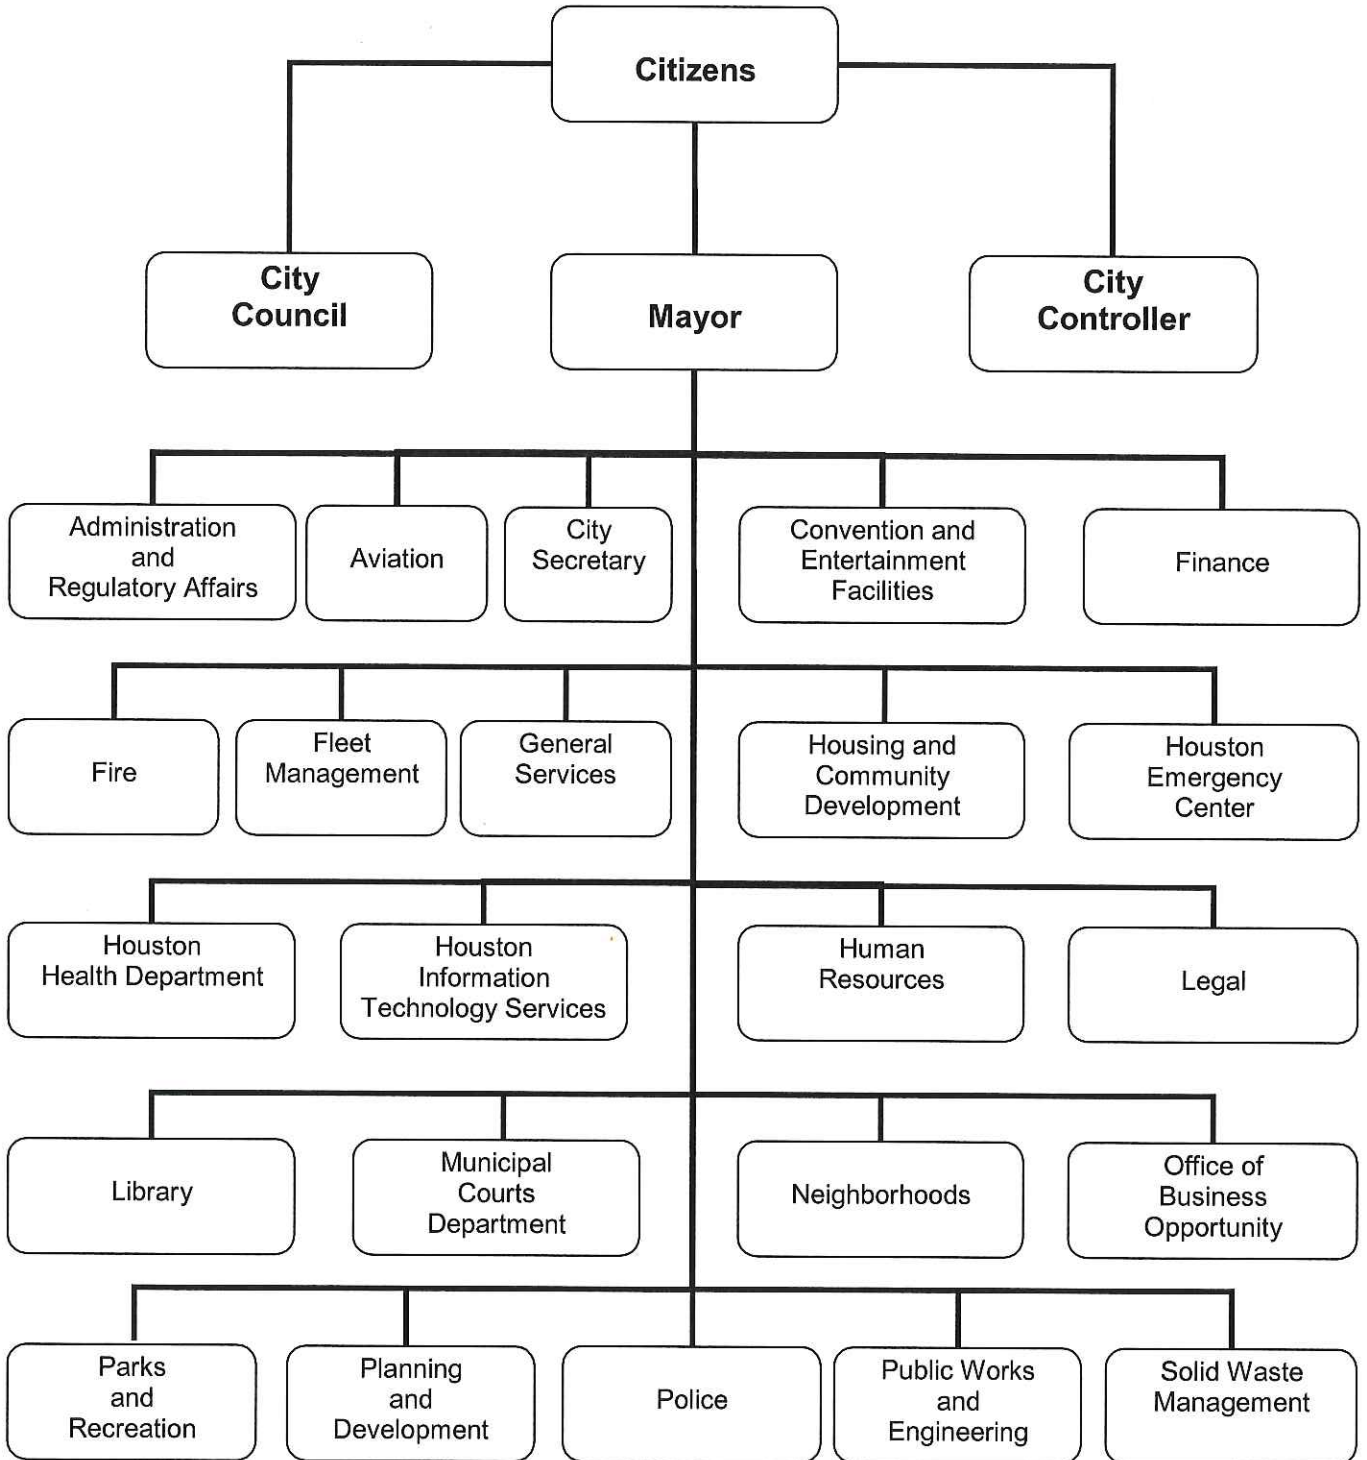 Citizens
City
Council
Mayor
City
Controller
Administration
and
Regulatory Affairs
Aviation
City
Secretary
Convention and
Entertainment
Facilities
Finance
Fire
Fleet
Management
General
Services
Housing and
Community
Development
Houston
Emergency
Center
Houston
Health Department
Houston
Information
Technology Services
Human
Resources
Legal
Library
Municipal
Courts
Department
Neighborhoods
Office of
Business
Opportunity
Parks
and
Recreation
Planning
and
Development
Police
Public Works
and
Engineering
Solid Waste
Management